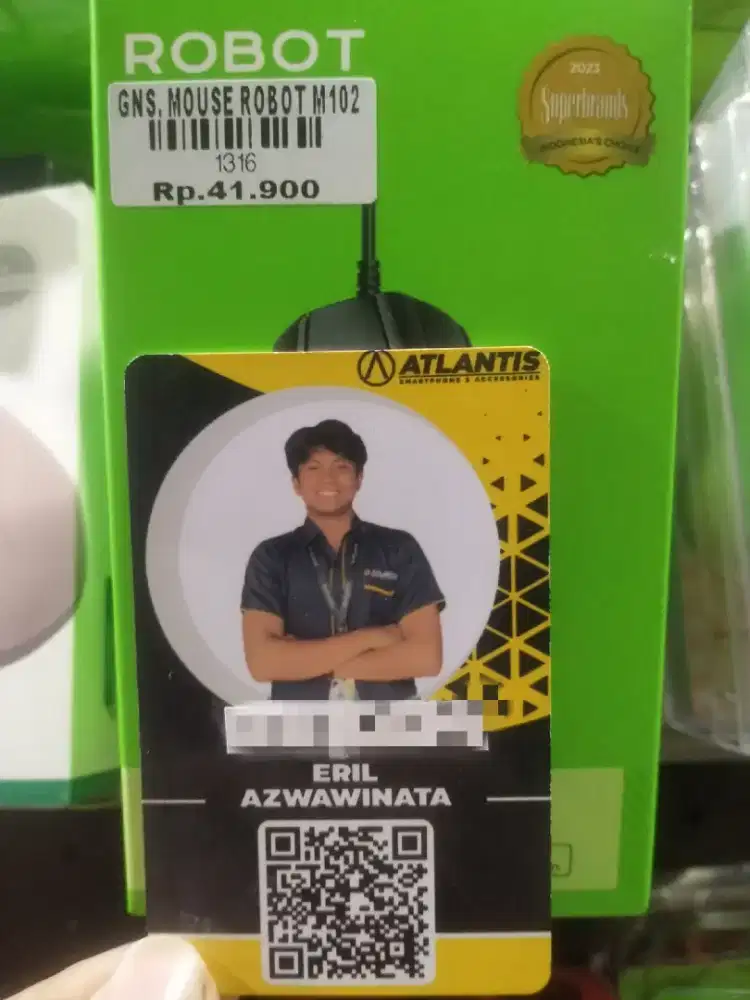 ROBOT
GNS. MOUSE ROBOT M102
1316
Rp.41.900
2023
Superbrands
INDONESIA'S CHOICE
ATLANTIS
SMARTPHONE & ACCESSORIES
ERIL
AZWAWINATA